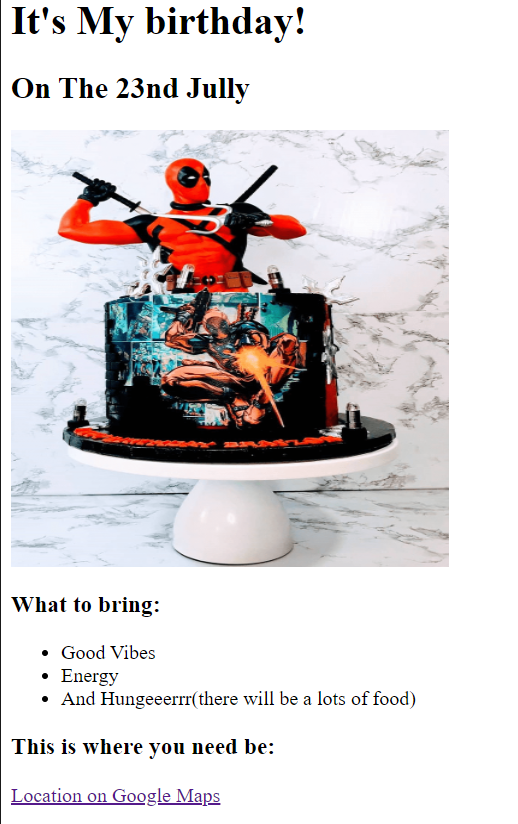 It's My birthday!
On The 23nd Jully
What to bring:
Good Vibes
Energy
And Hungeeerrr(there will be a lots of food)
This is where you need be:
Location on Google Maps